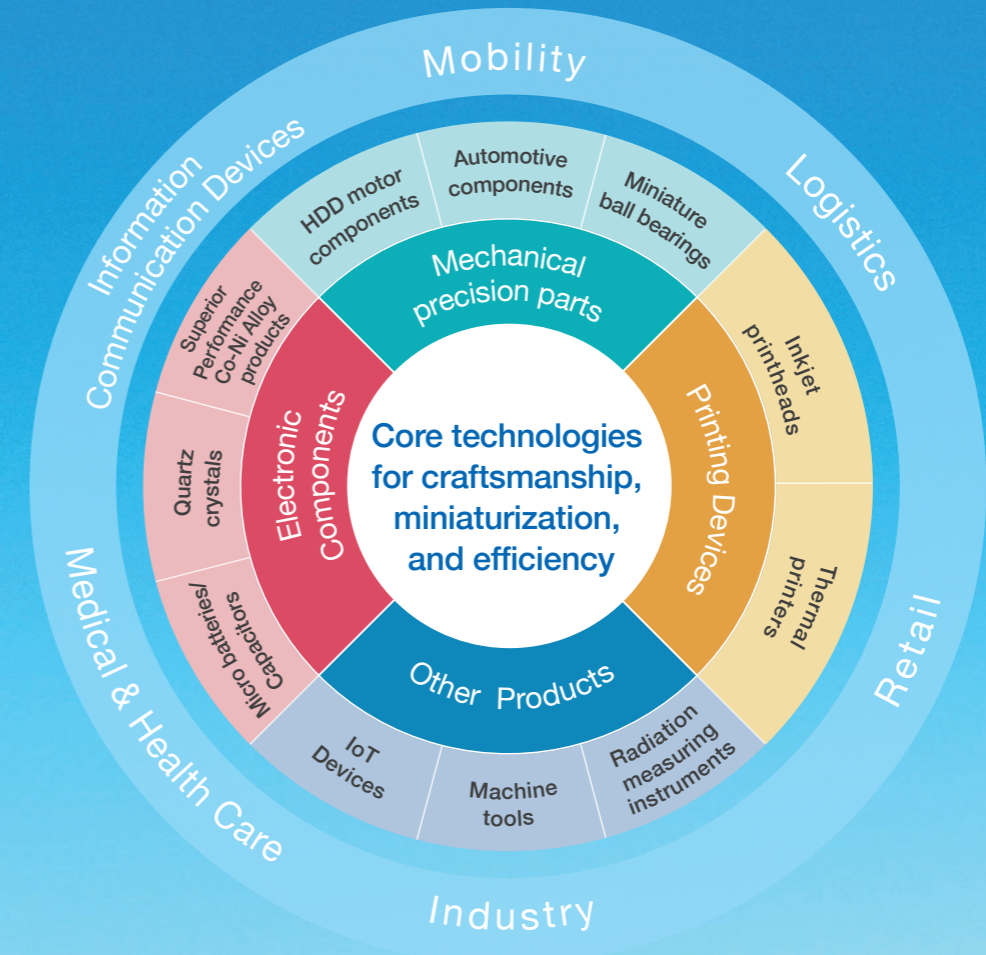 Mobility
Logistics
Retail
Industry
Medical & Health Care
Information
Communication Devices
HDD motor
components
Automotive
components
Miniature
ball bearings
Mechanical
precision parts
Inkjet
printheads
Thermal
printers
Printing Devices
Radiation
measuring
instruments
Machine
tools
IoT
Devices
Other Products
Micro batteries/
Capacitors
Quartz
crystals
Superior
Performance
Co-Ni Alloy
products
Electronic
Components
Core technologies
for craftsmanship,
miniaturization,
and efficiency